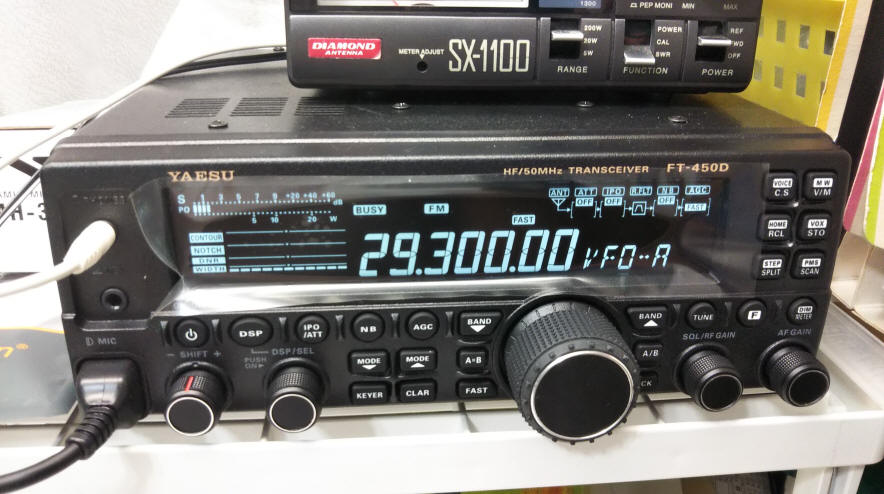 1300
PEP MONI MIN MAX
DIAMOND
ANTENNA
METER ADJUST
SX-1100
200W
20W
5W
RANGE
POWER
CAL
SWR
FUNCTION
REF
FWD
OFF
POWER
YAESU
HF/50MHz TRANSCEIVER FT-450D
S 1 3 5 7 9 +20 +40 +60 dB
PO 5 10 20 W
BUSY
FM
FAST
ANT
ATT
OFF
IPO
OFF
R.FLT
NB
OFF
AGC
FAST
CONTOUR
NOTCH
DNR
WIDTH
29.300.00 VFO-A
VOICE
C.S
M W
V/M
HOME
RCL
VOX
STO
STEP
SPLIT
PMS
SCAN
DSP
IPO
/ATT
NB
AGC
BAND
BAND
TUNE
F
DIM
METER
MIC
− SHIFT +
PUSH
ON
DSP/SEL
MODE
MODE
A=B
A/B
SQL/RF GAIN
AF GAIN
KEYER
CLAR
FAST